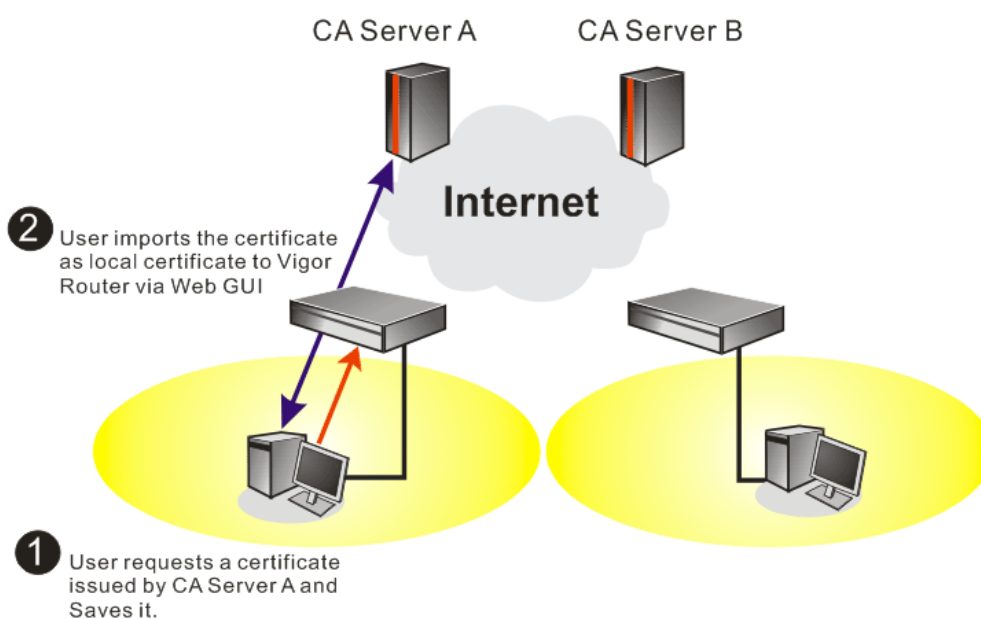 CA Server A
CA Server B
Internet
2
User imports the certificate
as local certificate to Vigor
Router via Web GUI
1
User requests a certificate
issued by CA Server A and
Saves it.